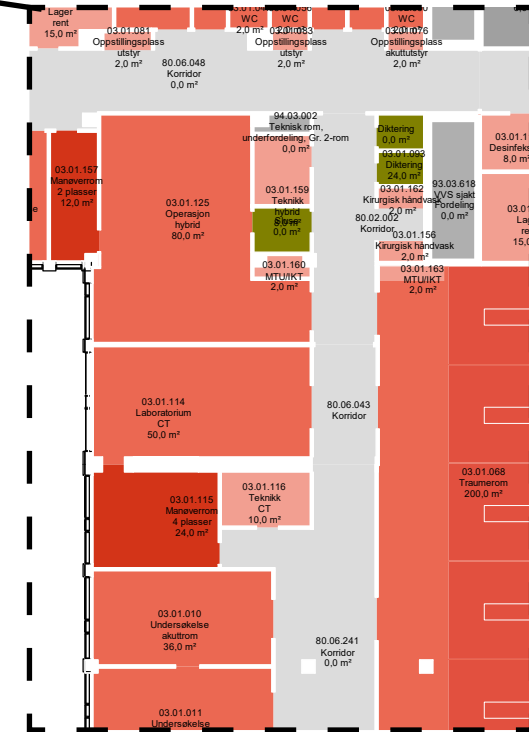 Lager
rent
15,0 m²
03.01.081
Oppstillingsplass
utstyr
2,0 m²
80.06.048
Korridor
0,0 m²
WC
2,0 m²
WC
Oppstillingsplass
utstyr
2,0 m²
WC
Oppstillingsplass
akuttutstyr
2,0 m²
94.03.002
Teknisk rom,
underfordeling, Gr. 2-rom
0,0 m²
Diktering
0,0 m²
03.01.093
Diktering
24,0 m²
03.01.157
Manøverrom
2 plasser
12,0 m²
03.01.125
Operasjon
hybrid
80,0 m²
03.01.159
Teknikk
hybrid
0,0 m²
03.01.162
Kirurgisk håndvask
2,0 m²
80.02.002
Korridor
03.01.156
Kirurgisk håndvask
2,0 m²
93.03.618
VVS sjakt
Fordeling
0,0 m²
03.01.1
Desinfeks
8,0 m²
03.01
Lag
re
15,0
03.01.160
MTU/IKT
2,0 m²
03.01.163
MTU/IKT
2,0 m²
03.01.114
Laboratorium
CT
50,0 m²
80.06.043
Korridor
03.01.115
Manøverrom
4 plasser
24,0 m²
03.01.116
Teknikk
CT
10,0 m²
03.01.068
Traumerom
200,0 m²
03.01.010
Undersøkelse
akuttrom
36,0 m²
80.06.241
Korridor
0,0 m²
03.01.011
Undersøkelse